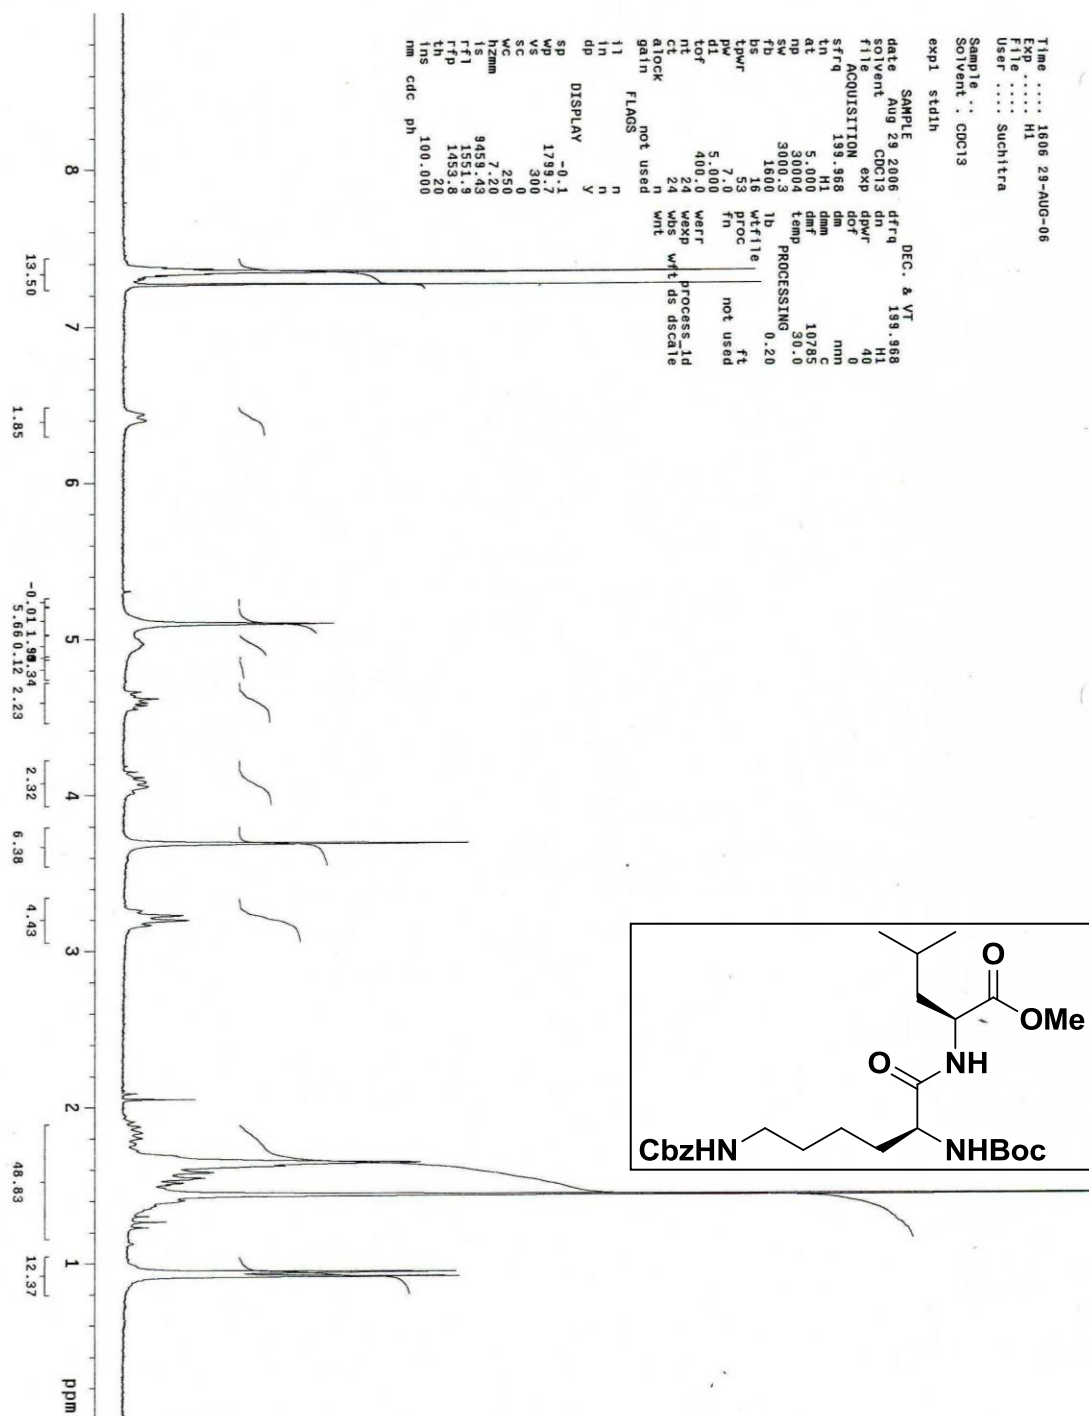 Time .... 1606 29-AUG-06
Exp ..... H1
File ....
User .... Suchitra
Sample ..
Solvent . CDCl3
exp1 stdih
SAMPLE
date Aug 29 2006
solvent CDCl3
file exp
ACQUISITION
sfrq 199.968
tn H1
at 5.000
np 30004
sw 3000.3
fb 1600
bs 16
tpwr 53
pw 7.0
d1 5.000
tof 400.0
nt 24
ct 24
alock n
gain not used
FLAGS
il n
in n
dp y
DISPLAY
sp -0.1
wp 1799.7
vs 300
sc 0
wc 250
hzmm 7.20
is 9459.43
rfl 1551.9
rfp 1453.8
th 20
ins 100.000
nm cdc ph
DEC. & VT
dfrq 199.968
dn H1
dpwr 40
dof 0
dm nnn
dmm c
dmf 10785
temp 30.0
PROCESSING
lb 0.20
wtfile
proc ft
fn not used
werr
wexp process_1d
wbs wft ds dscale
wnt
8 7 6 5 4 3 2 1 ppm
13.50 1.85 -0.01 5.66 0.12 2.23 2.32 6.38 4.43 48.83 12.37
O
OMe
O
NH
CbzHN
NHBoc